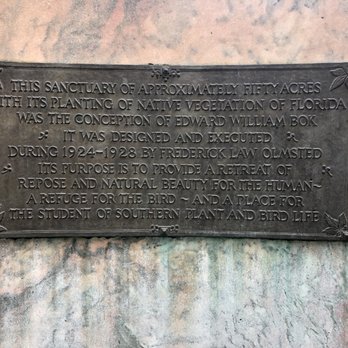 THIS SANCTUARY OF APPROXIMATELY FIFTY ACRES
WITH ITS PLANTING OF NATIVE VEGETATION OF FLORIDA
WAS THE CONCEPTION OF EDWARD WILLIAM BOK
IT WAS DESIGNED AND EXECUTED
DURING 1924-1928 BY FREDERICK LAW OLMSTED
ITS PURPOSE IS TO PROVIDE A RETREAT OF
REPOSE AND NATURAL BEAUTY FOR THE HUMAN~
A REFUGE FOR THE BIRD ~ AND A PLACE FOR
THE STUDENT OF SOUTHERN PLANT AND BIRD LIFE